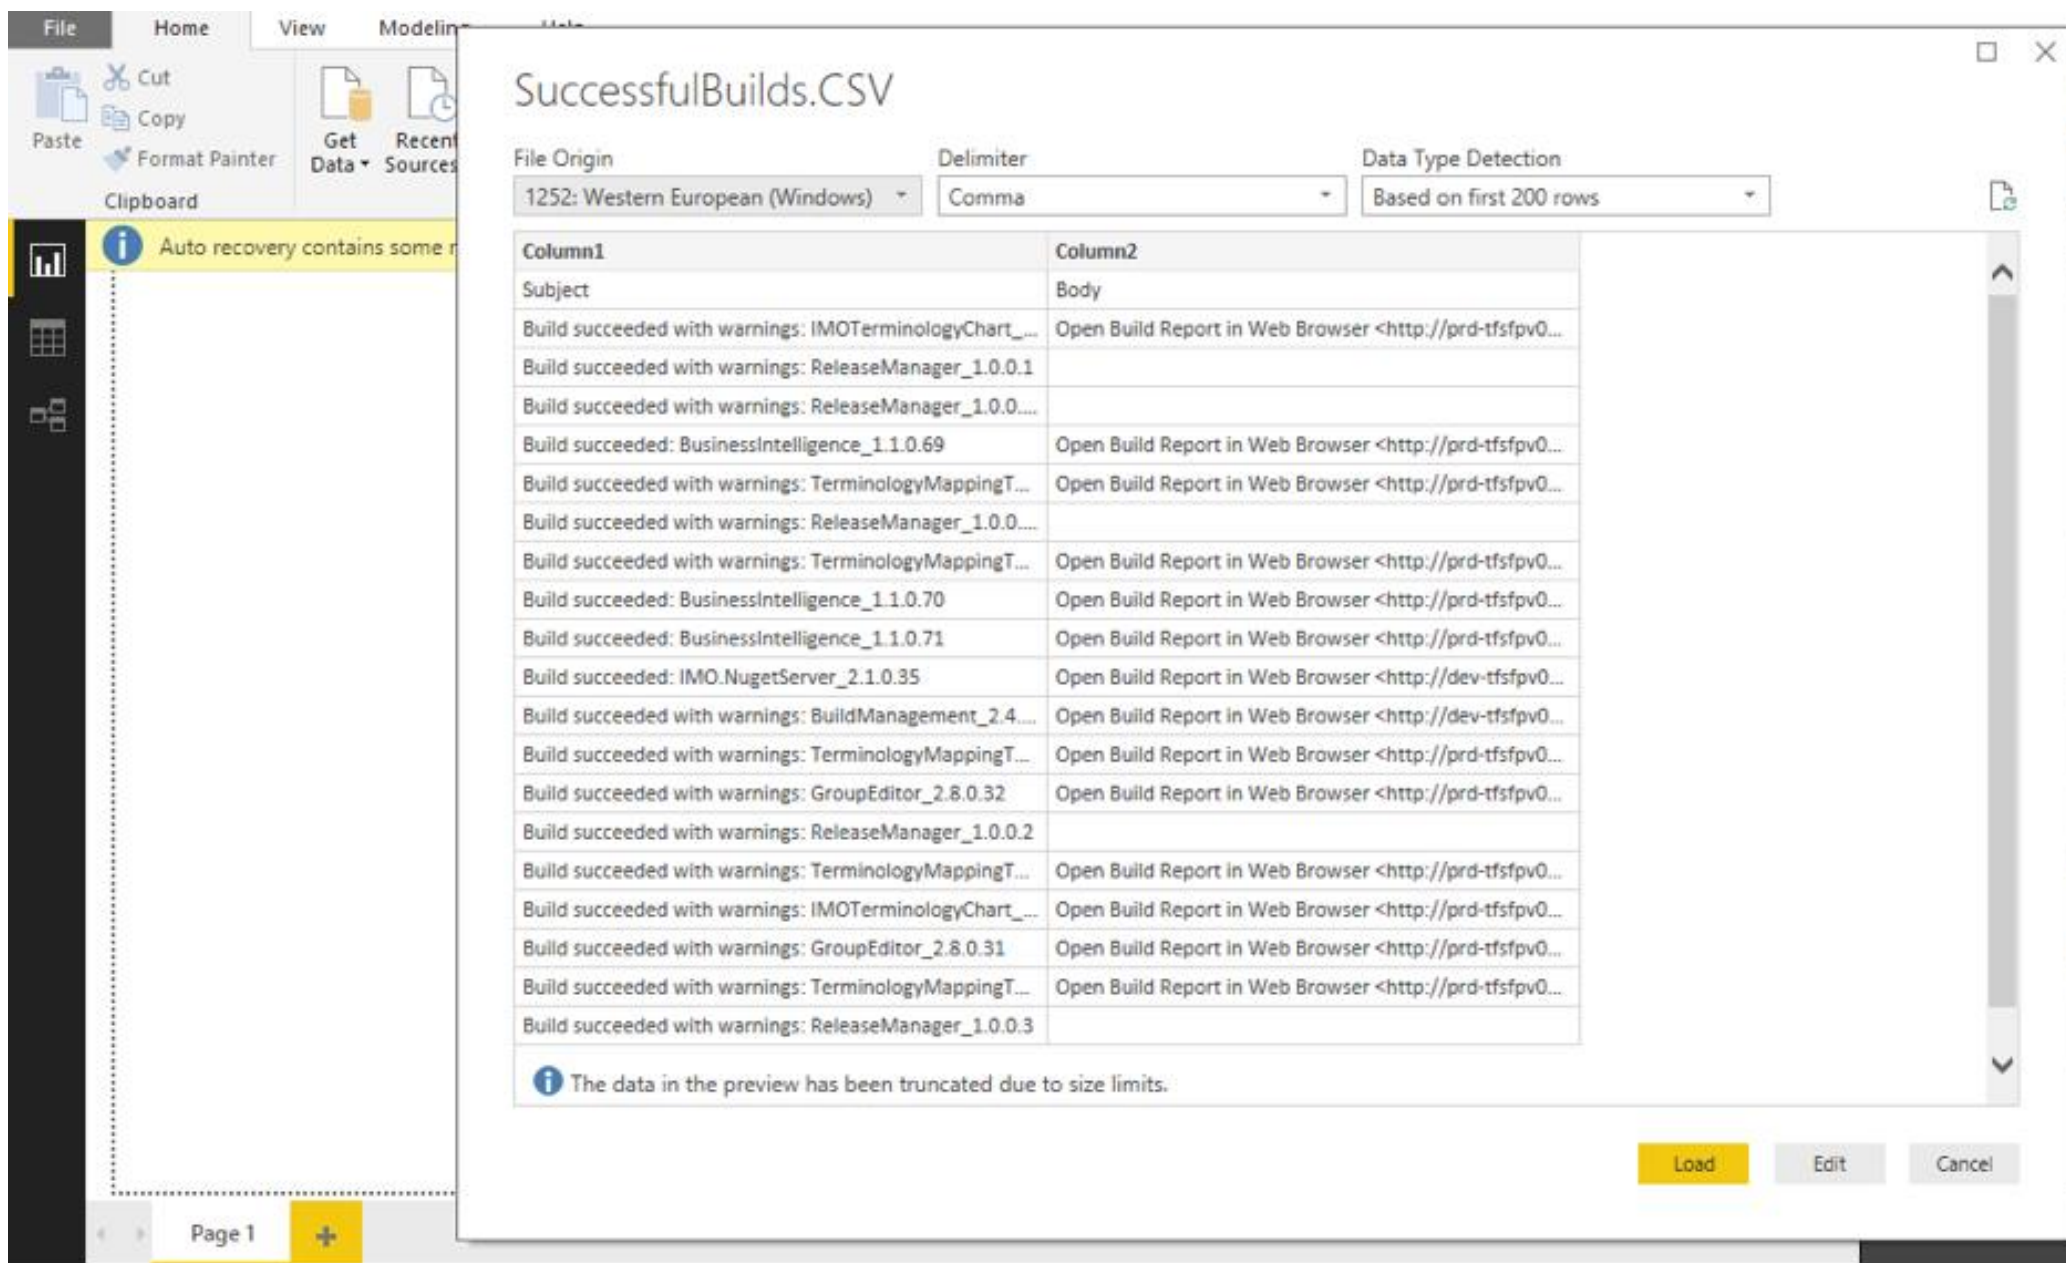 File Home View Modeling Help
Cut
Copy
Format Painter
Paste
Get Data
Recent Sources
Clipboard
Auto recovery contains some
SuccessfulBuilds.CSV
File Origin Delimiter Data Type Detection
1252: Western European (Windows) Comma Based on first 200 rows
Column1 Column2
Subject Body
Build succeeded with warnings: IMOTerminologyChart_... Open Build Report in Web Browser <http://prd-tfsfpv0...
Build succeeded with warnings: ReleaseManager_1.0.0.1
Build succeeded with warnings: ReleaseManager_1.0.0....
Build succeeded: BusinessIntelligence_1.1.0.69 Open Build Report in Web Browser <http://prd-tfsfpv0...
Build succeeded with warnings: TerminologyMappingT... Open Build Report in Web Browser <http://prd-tfsfpv0...
Build succeeded with warnings: ReleaseManager_1.0.0....
Build succeeded with warnings: TerminologyMappingT... Open Build Report in Web Browser <http://prd-tfsfpv0...
Build succeeded: BusinessIntelligence_1.1.0.70 Open Build Report in Web Browser <http://prd-tfsfpv0...
Build succeeded: BusinessIntelligence_1.1.0.71 Open Build Report in Web Browser <http://prd-tfsfpv0...
Build succeeded: IMO.NugetServer_2.1.0.35 Open Build Report in Web Browser <http://dev-tfsfpv0...
Build succeeded with warnings: BuildManagement_2.4.... Open Build Report in Web Browser <http://dev-tfsfpv0...
Build succeeded with warnings: TerminologyMappingT... Open Build Report in Web Browser <http://prd-tfsfpv0...
Build succeeded with warnings: GroupEditor_2.8.0.32 Open Build Report in Web Browser <http://prd-tfsfpv0...
Build succeeded with warnings: ReleaseManager_1.0.0.2
Build succeeded with warnings: TerminologyMappingT... Open Build Report in Web Browser <http://prd-tfsfpv0...
Build succeeded with warnings: IMOTerminologyChart_... Open Build Report in Web Browser <http://prd-tfsfpv0...
Build succeeded with warnings: GroupEditor_2.8.0.31 Open Build Report in Web Browser <http://prd-tfsfpv0...
Build succeeded with warnings: TerminologyMappingT... Open Build Report in Web Browser <http://prd-tfsfpv0...
Build succeeded with warnings: ReleaseManager_1.0.0.3
The data in the preview has been truncated due to size limits.
Load Edit Cancel
Page 1